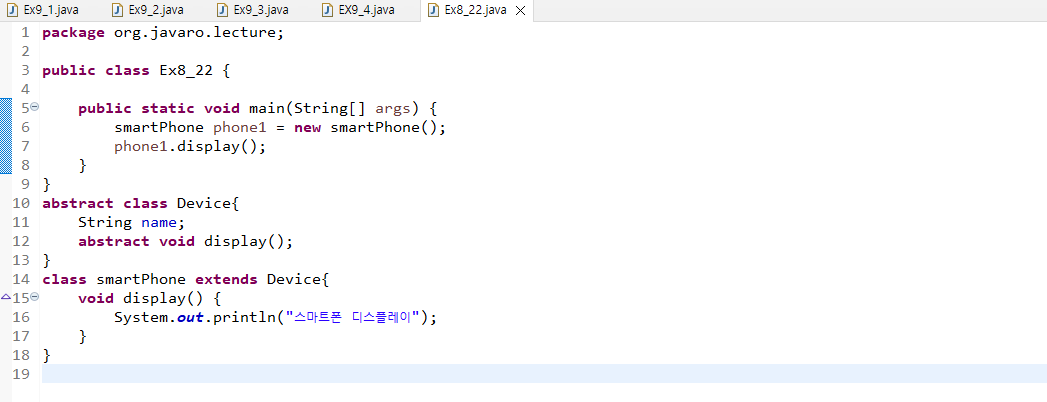 Ex9_1.java Ex9_2.java Ex9_3.java EX9_4.java Ex8_22.java
1 package org.javaro.lecture;
2
3 public class Ex8_22 {
4
5 public static void main(String[] args) {
6 smartPhone phone1 = new smartPhone();
7 phone1.display();
8 }
9 }
10 abstract class Device{
11 String name;
12 abstract void display();
13 }
14 class smartPhone extends Device{
15 void display() {
16 System.out.println("스마트폰 디스플레이");
17 }
18 }
19